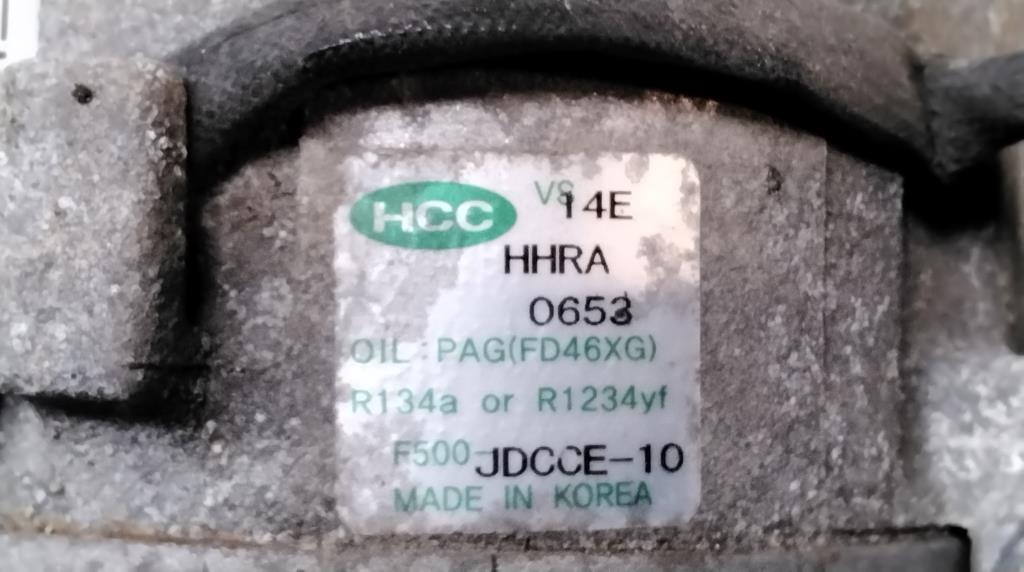 HCC VS14E
HHRA
0653
OIL : PAG(FD46XG)
R134a or R1234yf
F500-JDCCE-10
MADE IN KOREA